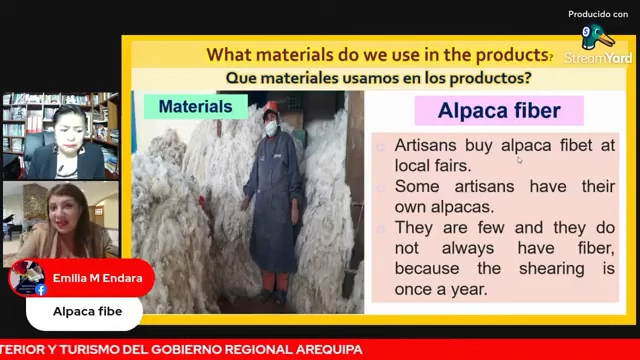 Producido con
StreamYard
What materials do we use in the products?
Que materiales usamos en los productos?
Materials
Alpaca fiber
Artisans buy alpaca fibet at
local fairs.
Some artisans have their
own alpacas.
They are few and they do
not always have fiber,
because the shearing is
once a year.
Emilia M Endara
Alpaca fibe
TERIOR Y TURISMO DEL GOBIERNO REGIONAL AREQUIPA